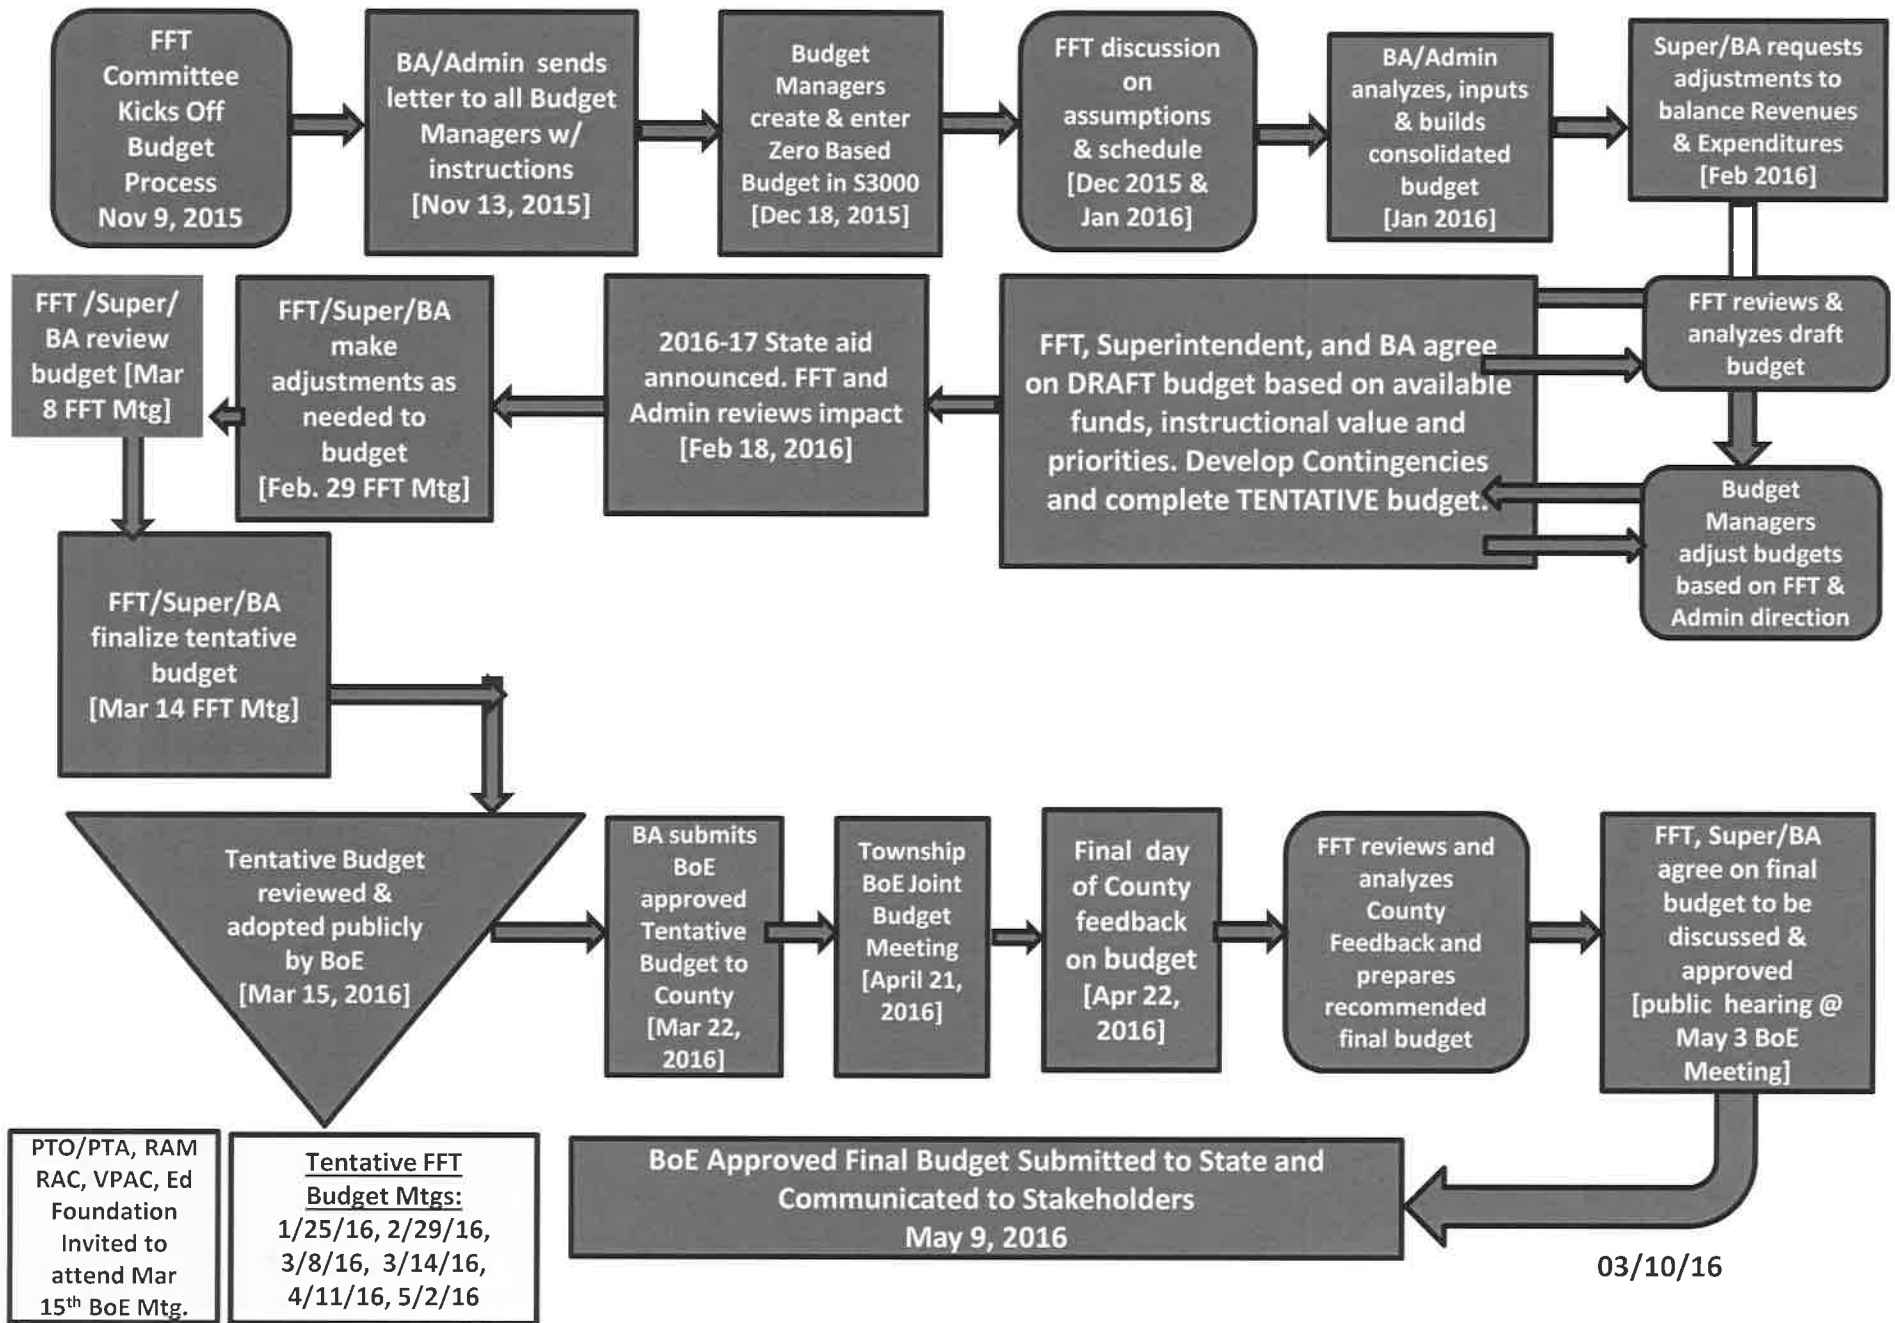 FFT
Committee
Kicks Off
Budget
Process
Nov 9, 2015
BA/Admin sends
letter to all Budget
Managers w/
instructions
[Nov 13, 2015]
Budget
Managers
create & enter
Zero Based
Budget in S3000
[Dec 18, 2015]
FFT discussion
on
assumptions
& schedule
[Dec 2015 &
Jan 2016]
BA/Admin
analyzes, inputs
& builds
consolidated
budget
[Jan 2016]
Super/BA requests
adjustments to
balance Revenues
& Expenditures
[Feb 2016]
FFT reviews &
analyzes draft
budget
Budget
Managers
adjust budgets
based on FFT &
Admin direction
FFT, Superintendent, and BA agree
on DRAFT budget based on available
funds, instructional value and
priorities. Develop Contingencies
and complete TENTATIVE budget.
2016-17 State aid
announced. FFT and
Admin reviews impact
[Feb 18, 2016]
FFT/Super/BA
make
adjustments as
needed to
budget
[Feb. 29 FFT Mtg]
FFT /Super/
BA review
budget [Mar
8 FFT Mtg]
FFT/Super/BA
finalize tentative
budget
[Mar 14 FFT Mtg]
Tentative Budget
reviewed &
adopted publicly
by BoE
[Mar 15, 2016]
BA submits
BoE
approved
Tentative
Budget to
County
[Mar 22,
2016]
Township
BoE Joint
Budget
Meeting
[April 21,
2016]
Final day
of County
feedback
on budget
[Apr 22,
2016]
FFT reviews and
analyzes
County
Feedback and
prepares
recommended
final budget
FFT, Super/BA
agree on final
budget to be
discussed &
approved
[public hearing @
May 3 BoE
Meeting]
BoE Approved Final Budget Submitted to State and
Communicated to Stakeholders
May 9, 2016
PTO/PTA, RAM
RAC, VPAC, Ed
Foundation
Invited to
attend Mar
15th BoE Mtg.
Tentative FFT
Budget Mtgs:
1/25/16, 2/29/16,
3/8/16, 3/14/16,
4/11/16, 5/2/16
03/10/16